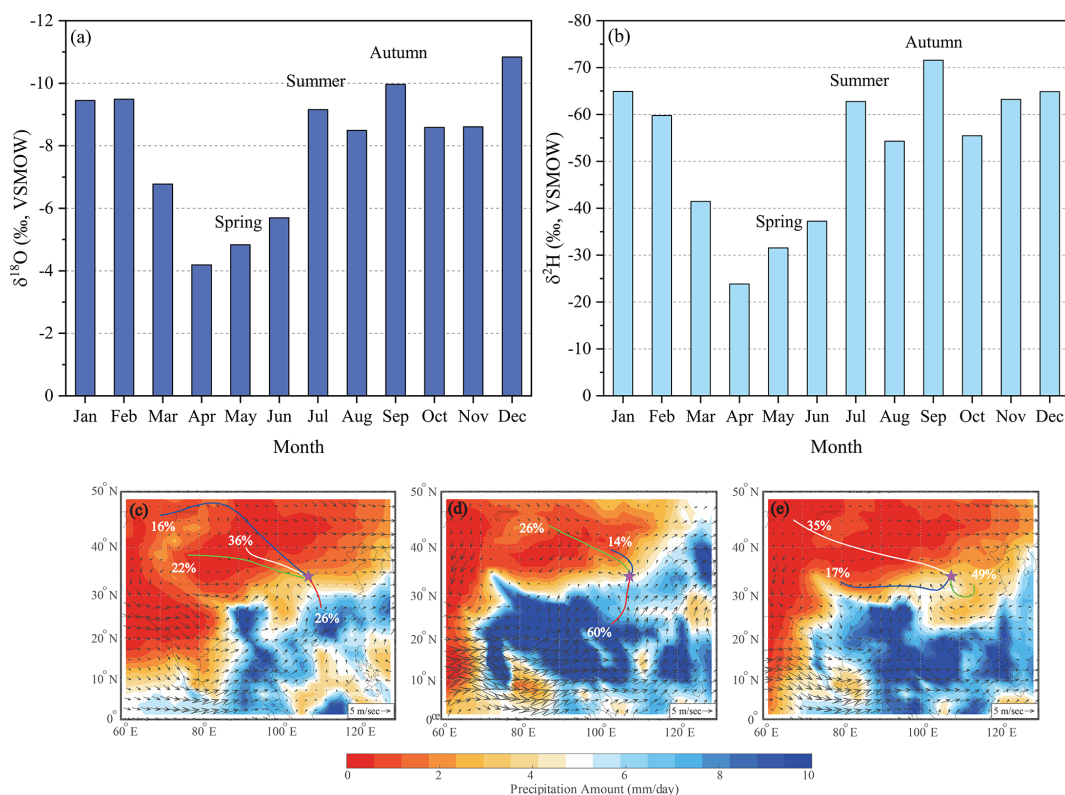 (a)
-12
-10
-8
-6
-4
-2
0
δ¹⁸O (‰, VSMOW)
Spring
Summer
Autumn
Jan Feb Mar Apr May Jun Jul Aug Sep Oct Nov Dec
Month
(b)
-80
-70
-60
-50
-40
-30
-20
-10
0
δ²H (‰, VSMOW)
Spring
Summer
Autumn
Jan Feb Mar Apr May Jun Jul Aug Sep Oct Nov Dec
Month
(c)
50° N
40° N
30° N
20° N
10° N
0°
16%
36%
22%
26%
5 m/sec
60° E 80° E 100° E 120° E
(d)
50° N
40° N
30° N
20° N
10° N
26%
14%
60%
5 m/sec
60° E 80° E 100° E 120° E
(e)
50° N
40° N
30° N
20° N
10° N
0°
35%
17%
49%
5 m/sec
60° E 80° E 100° E 120° E
0 2 4 6 8 10
Precipitation Amount (mm/day)